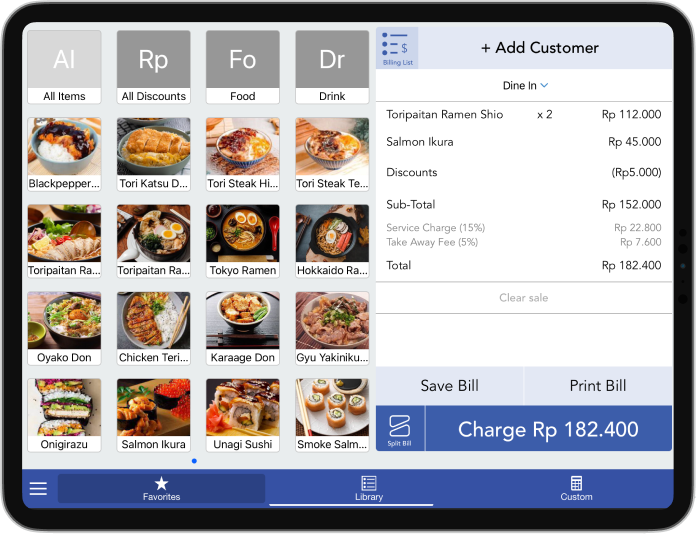 Al
Rp
Fo
Dr
All Items
All Discounts
Food
Drink
Blackpepper...
Tori Katsu D...
Tori Steak Hi...
Tori Steak Te...
Toripaitan Ra...
Toripaitan Ra...
Tokyo Ramen
Hokkaido Ra...
Oyako Don
Chicken Teri...
Karaage Don
Gyu Yakiniku...
Onigirazu
Salmon Ikura
Unagi Sushi
Smoke Salm...
$
Billing List
+ Add Customer
Dine In
Toripaitan Ramen Shio x 2 Rp 112.000
Salmon Ikura Rp 45.000
Discounts (Rp5.000)
Sub-Total Rp 152.000
Service Charge (15%) Rp 22.800
Take Away Fee (5%) Rp 7.600
Total Rp 182.400
Clear sale
Save Bill
Print Bill
Split Bill
Charge Rp 182.400
Favorites
Library
Custom